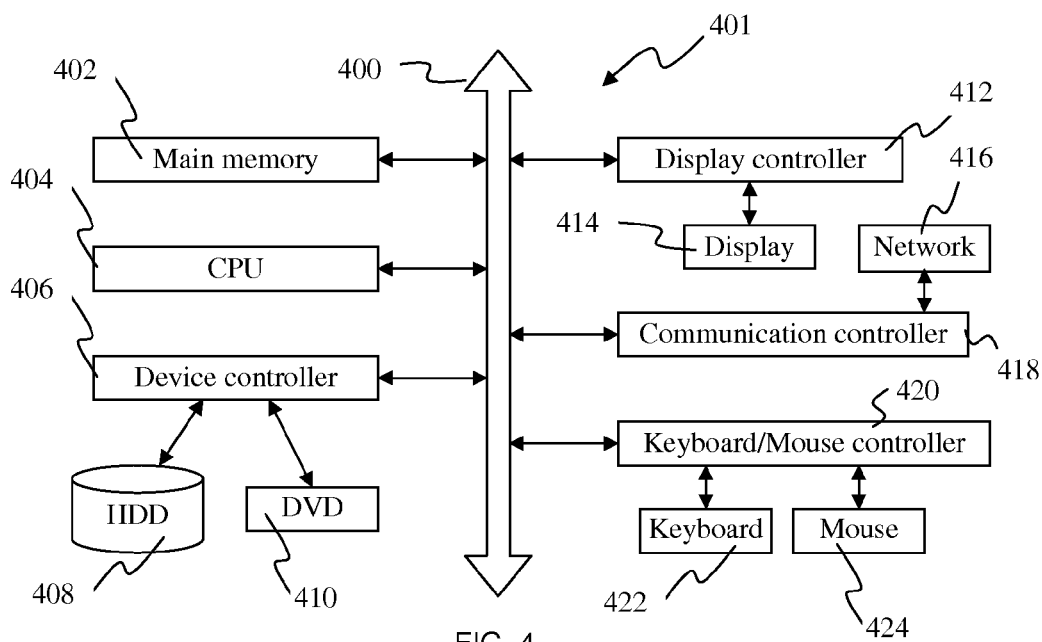 401
400
402
412
Main memory
Display controller
404
416
414
Display
Network
CPU
406
Communication controller
Device controller
418
420
Keyboard/Mouse controller
HDD
DVD
Keyboard
Mouse
408
410
422
424
FIG. 4